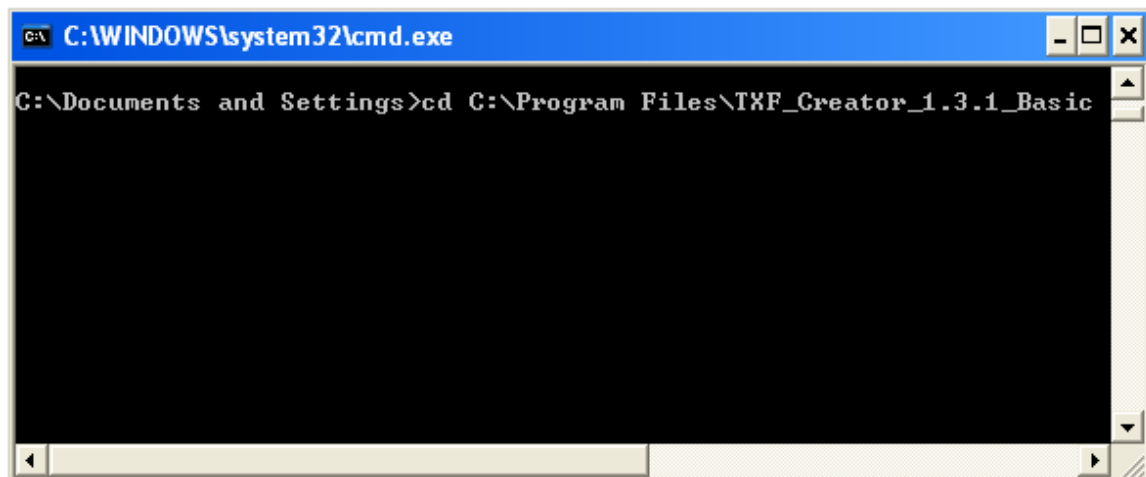 C:\WINDOWS\system32\cmd.exe
C:\Documents and Settings>cd C:\Program Files\TXF_Creator_1.3.1_Basic